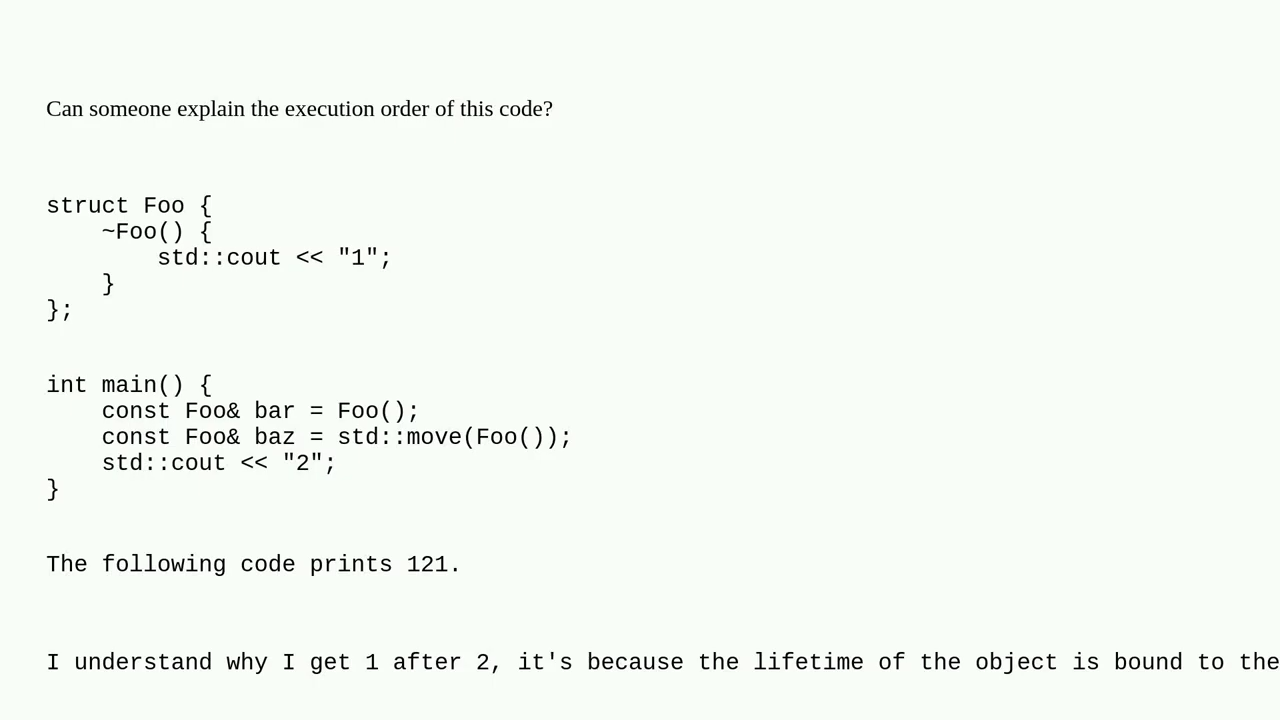 Can someone explain the execution order of this code?
struct Foo {
    ~Foo() {
        std::cout << "1";
    }
};
int main() {
    const Foo& bar = Foo();
    const Foo& baz = std::move(Foo());
    std::cout << "2";
}
The following code prints 121.
I understand why I get 1 after 2, it's because the lifetime of the object is bound to the